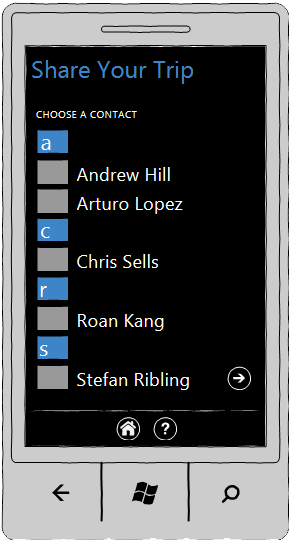 Share Your Trip
CHOOSE A CONTACT
a
Andrew Hill
Arturo Lopez
c
Chris Sells
r
Roan Kang
s
Stefan Ribling
?